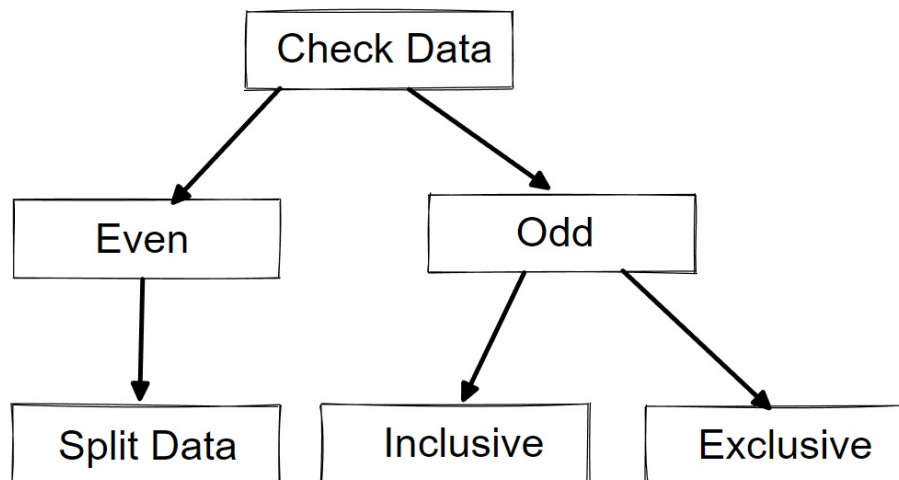 Check Data
Even
Odd
Split Data
Inclusive
Exclusive